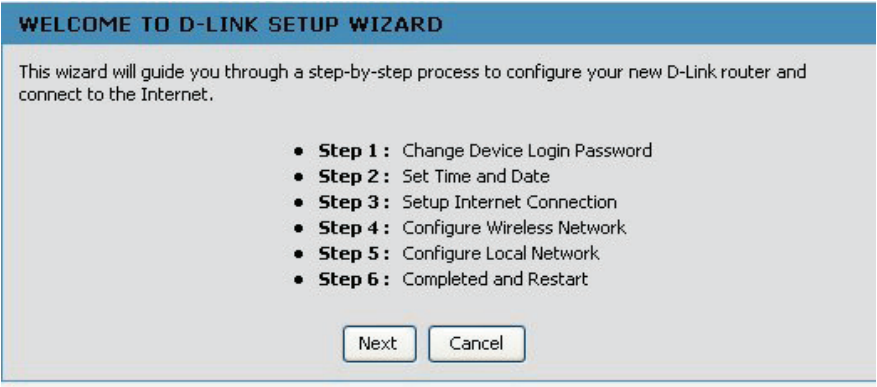 WELCOME TO D-LINK SETUP WIZARD
This wizard will guide you through a step-by-step process to configure your new D-Link router and
connect to the Internet.
• Step 1 : Change Device Login Password
• Step 2 : Set Time and Date
• Step 3 : Setup Internet Connection
• Step 4 : Configure Wireless Network
• Step 5 : Configure Local Network
• Step 6 : Completed and Restart
Next Cancel